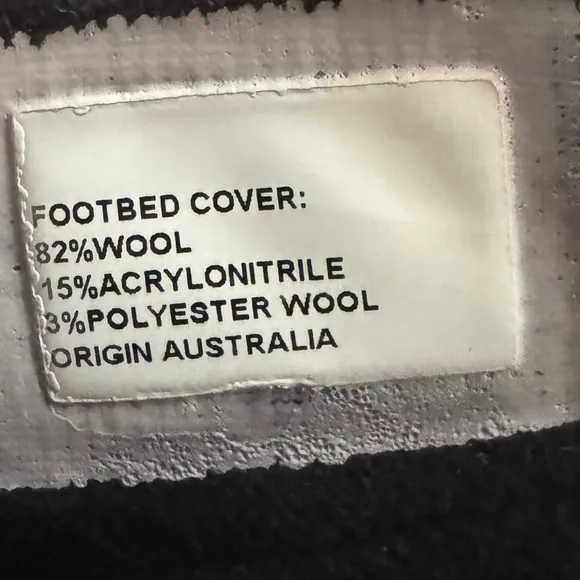 FOOTBED COVER:
82%WOOL
15%ACRYLONITRILE
3%POLYESTER WOOL
ORIGIN AUSTRALIA